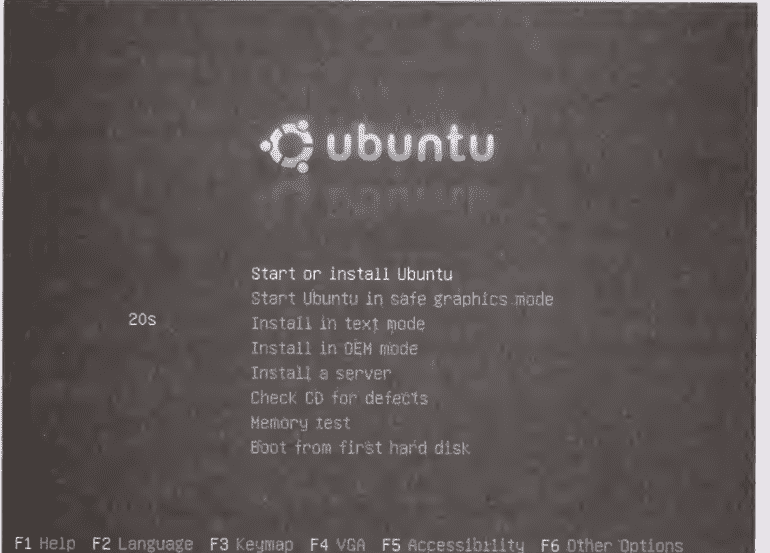 ubuntu
Start or install Ubuntu
Start Ubuntu in safe graphics mode
20s
Install in text mode
Install in OEM mode
Install a server
Check CD for defects
Memory test
Boot from first hard disk
F1 Help F2 Language F3 Keymap F4 VGA F5 Accessibility F6 Other Options